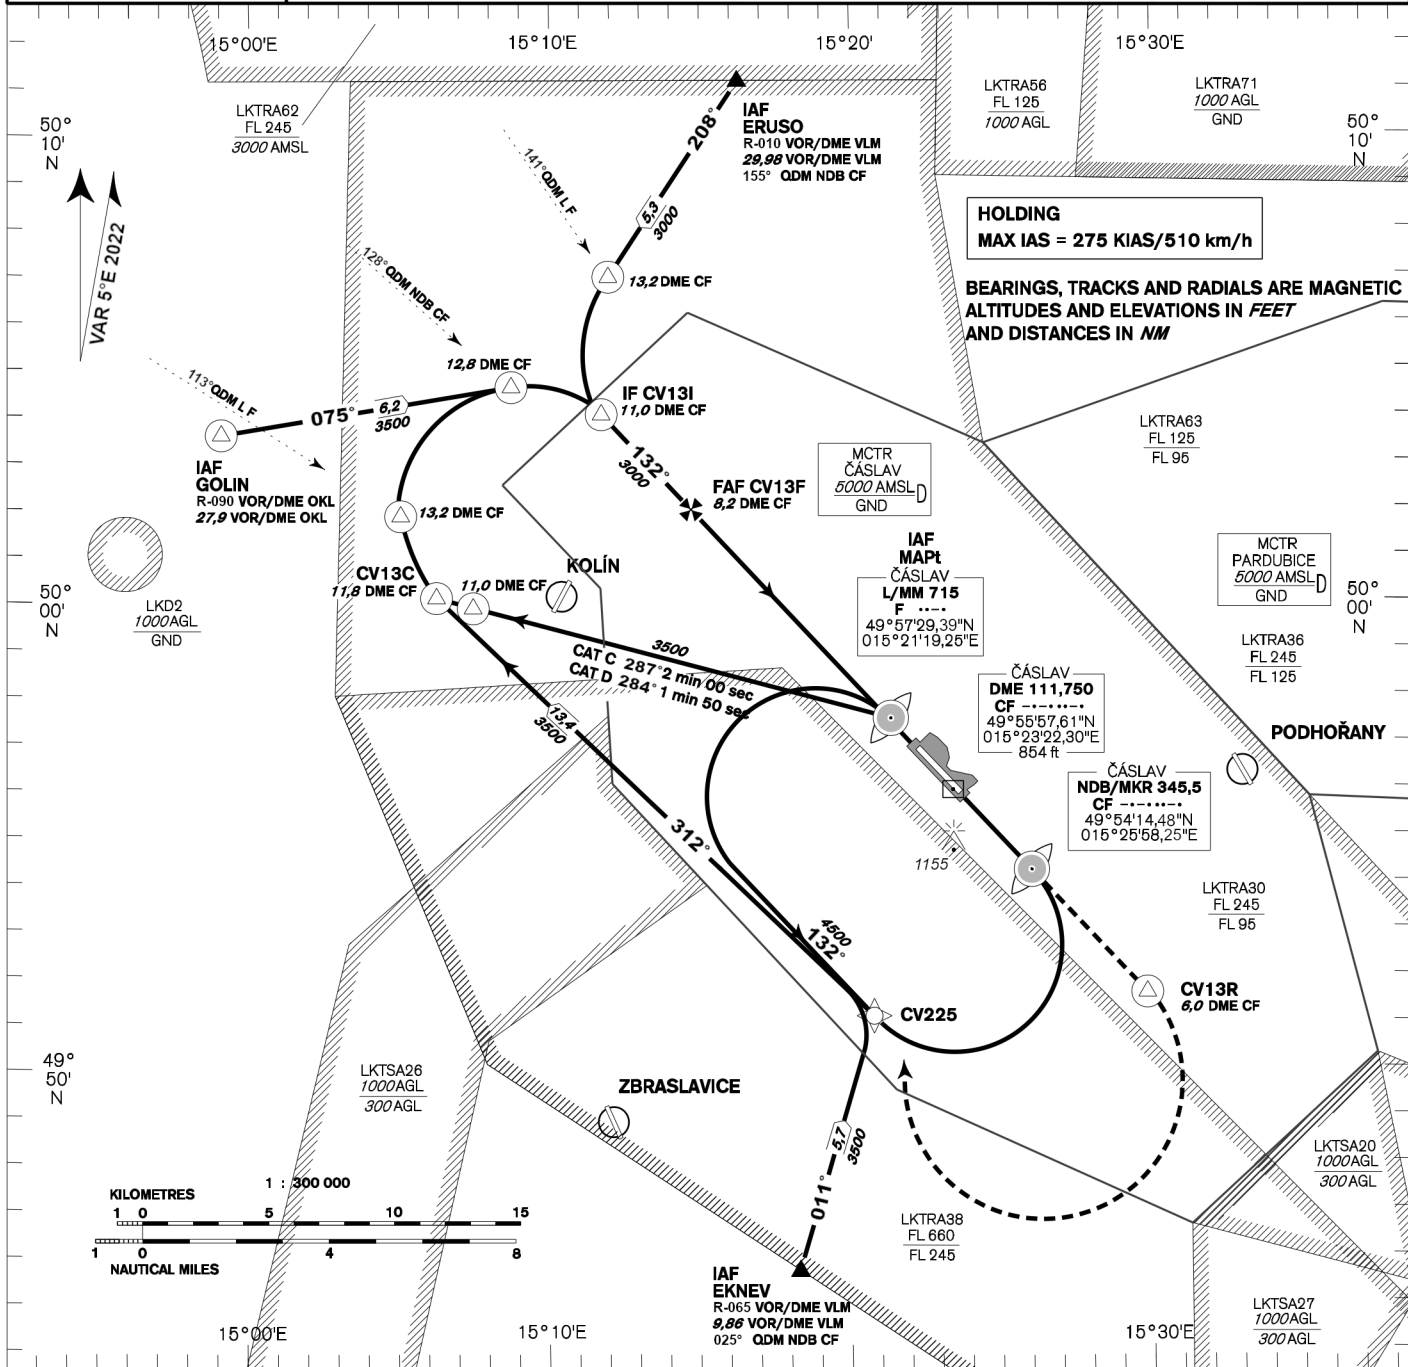 15°00'E
15°10'E
15°20'
15°30'E
50°
10'
N
50°
10'
N
LKTRA62
FL 245
3000 AMSL
LKTRA56
FL 125
1000 AGL
LKTRA71
1000 AGL
GND
IAF
ERUSO
R-010 VOR/DME VLM
29,98 VOR/DME VLM
155° QDM NDB CF
208°
5,3
3000
141° QDM L F
128° QDM NDB CF
113° QDM L F
VAR 5°E 2022
HOLDING
MAX IAS = 275 KIAS/510 km/h
BEARINGS, TRACKS AND RADIALS ARE MAGNETIC
ALTITUDES AND ELEVATIONS IN FEET
AND DISTANCES IN NM
13,2 DME CF
12,8 DME CF
IF CV13I
11,0 DME CF
075°
6,2
3500
IAF
GOLIN
R-090 VOR/DME OKL
27,9 VOR/DME OKL
132°
3000
FAF CV13F
8,2 DME CF
MCTR
ČÁSLAV
5000 AMSL D
GND
LKTRA63
FL 125
FL 95
13,2 DME CF
IAF
MAPt
ČÁSLAV
L/MM 715
F ··–·
49°57'29,39"N
015°21'19,25"E
MCTR
PARDUBICE
5000 AMSL D
GND
KOLÍN
CV13C
11,8 DME CF
11,0 DME CF
LKD2
1000AGL
GND
50°
00'
N
50°
00'
N
LKTRA36
FL 245
FL 125
3500
CAT C 287° 2 min 00 sec
CAT D 284° 1 min 50 sec
ČÁSLAV
DME 111,750
CF –·–· ··–·
49°55'57,61"N
015°23'22,30"E
854 ft
PODHOŘANY
13,4
3500
ČÁSLAV
NDB/MKR 345,5
CF –·–· ··–·
49°54'14,48"N
015°25'58,25"E
312°
1155
LKTRA30
FL 245
FL 95
4500
132°
CV225
CV13R
6,0 DME CF
49°
50'
N
LKTSA26
1000AGL
300 AGL
ZBRASLAVICE
5,7
3500
011°
LKTSA20
1000AGL
300 AGL
LKTRA38
FL 660
FL 245
1 : 300 000
KILOMETRES
1 0 5 10 15
1 0 4 8
NAUTICAL MILES
IAF
EKNEV
R-065 VOR/DME VLM
9,86 VOR/DME VLM
025° QDM NDB CF
LKTSA27
1000AGL
300 AGL
15°00'E
15°10'E
15°30'E